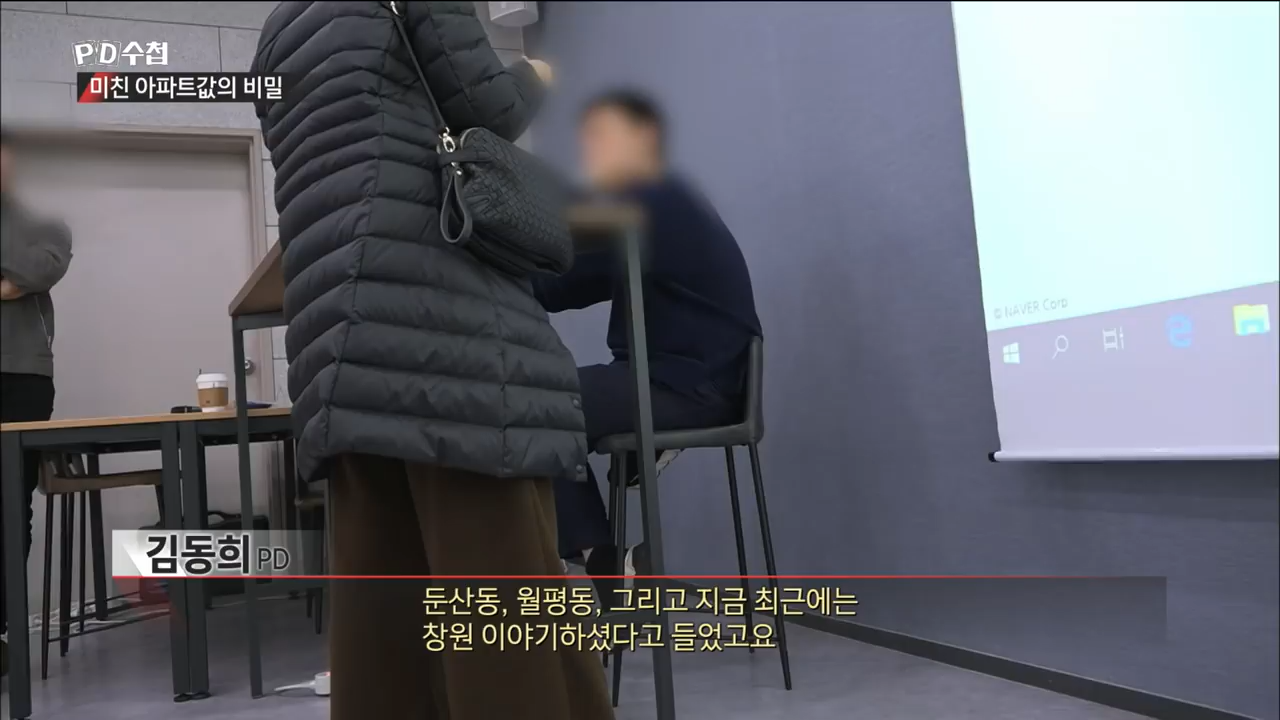 PD수첩
미친 아파트값의 비밀
© NAVER Corp
김동희 PD
둔산동, 월평동, 그리고 지금 최근에는
창원 이야기하셨다고 들었고요